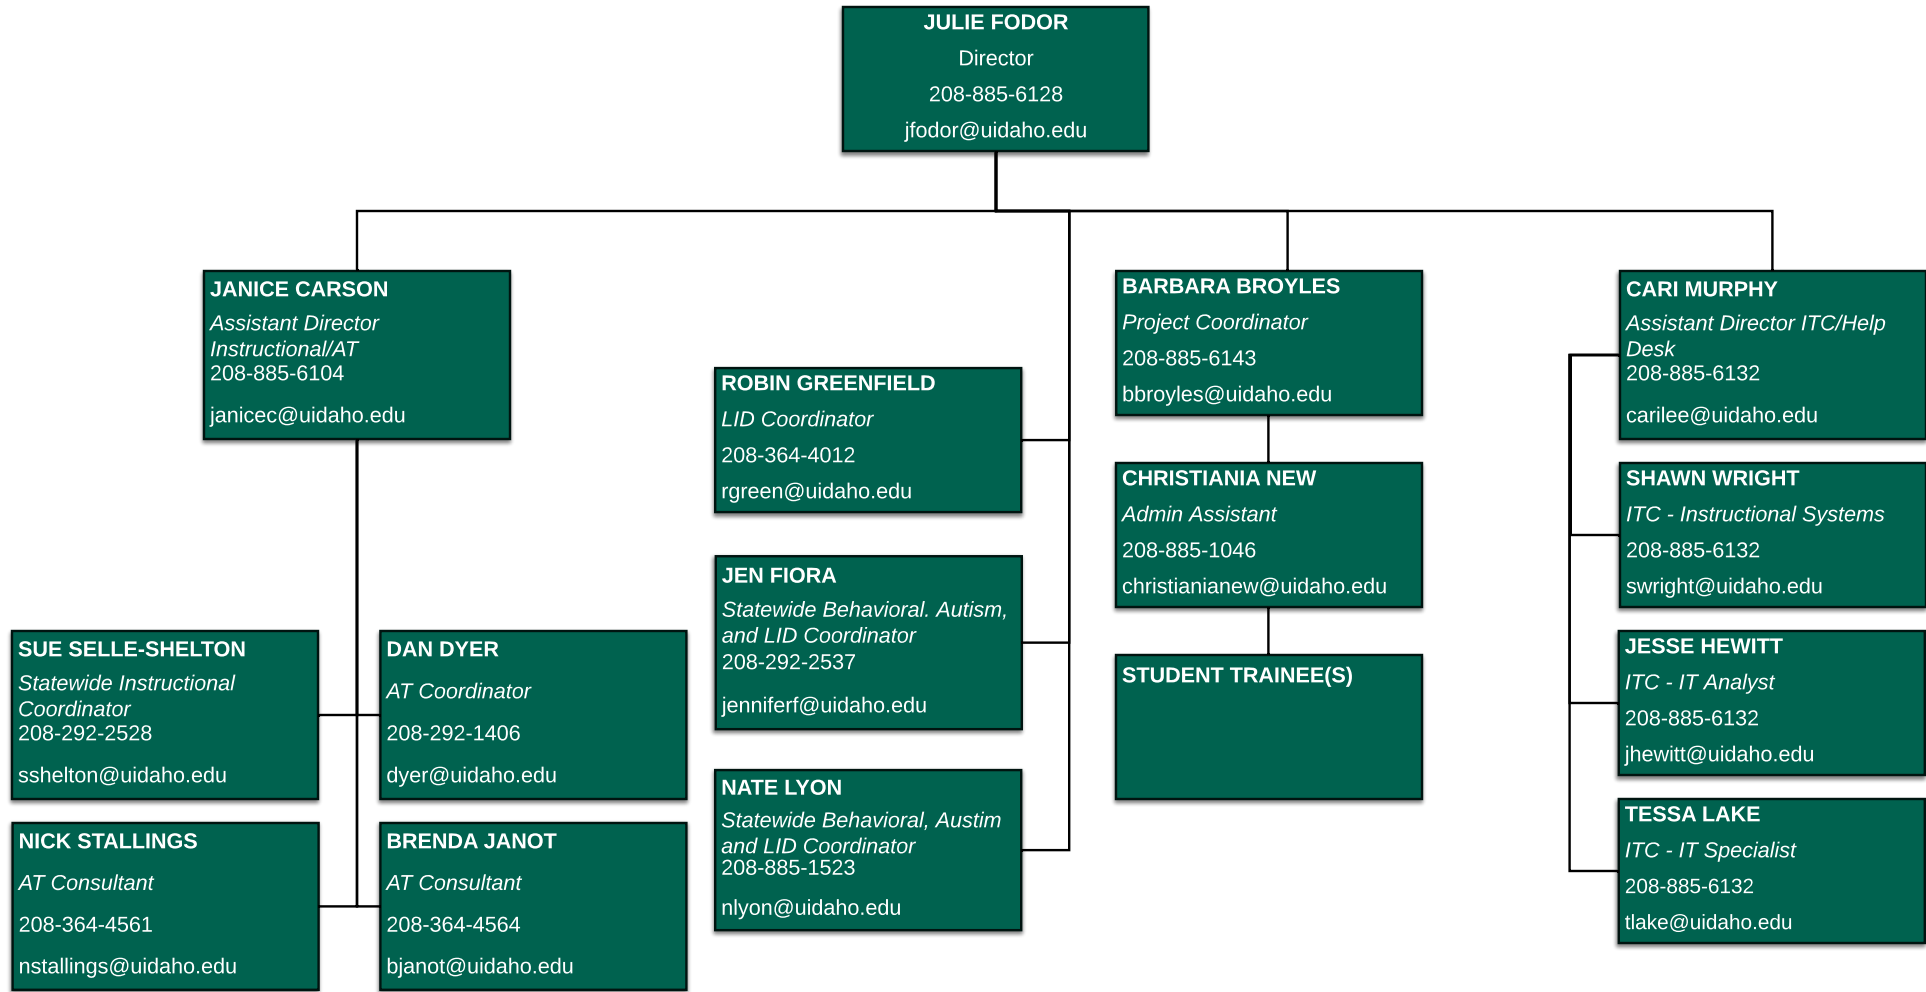 JULIE FODOR
Director
208-885-6128
jfodor@uidaho.edu
JANICE CARSON
Assistant Director
Instructional/AT
208-885-6104
janicec@uidaho.edu
SUE SELLE-SHELTON
Statewide Instructional
Coordinator
208-292-2528
sshelton@uidaho.edu
DAN DYER
AT Coordinator
208-292-1406
dyer@uidaho.edu
NICK STALLINGS
AT Consultant
208-364-4561
nstallings@uidaho.edu
BRENDA JANOT
AT Consultant
208-364-4564
bjanot@uidaho.edu
ROBIN GREENFIELD
LID Coordinator
208-364-4012
rgreen@uidaho.edu
JEN FIORA
Statewide Behavioral. Autism,
and LID Coordinator
208-292-2537
jenniferf@uidaho.edu
NATE LYON
Statewide Behavioral, Austim
and LID Coordinator
208-885-1523
nlyon@uidaho.edu
BARBARA BROYLES
Project Coordinator
208-885-6143
bbroyles@uidaho.edu
CHRISTIANIA NEW
Admin Assistant
208-885-1046
christianianew@uidaho.edu
STUDENT TRAINEE(S)
CARI MURPHY
Assistant Director ITC/Help
Desk
208-885-6132
carilee@uidaho.edu
SHAWN WRIGHT
ITC - Instructional Systems
208-885-6132
swright@uidaho.edu
JESSE HEWITT
ITC - IT Analyst
208-885-6132
jhewitt@uidaho.edu
TESSA LAKE
ITC - IT Specialist
208-885-6132
tlake@uidaho.edu